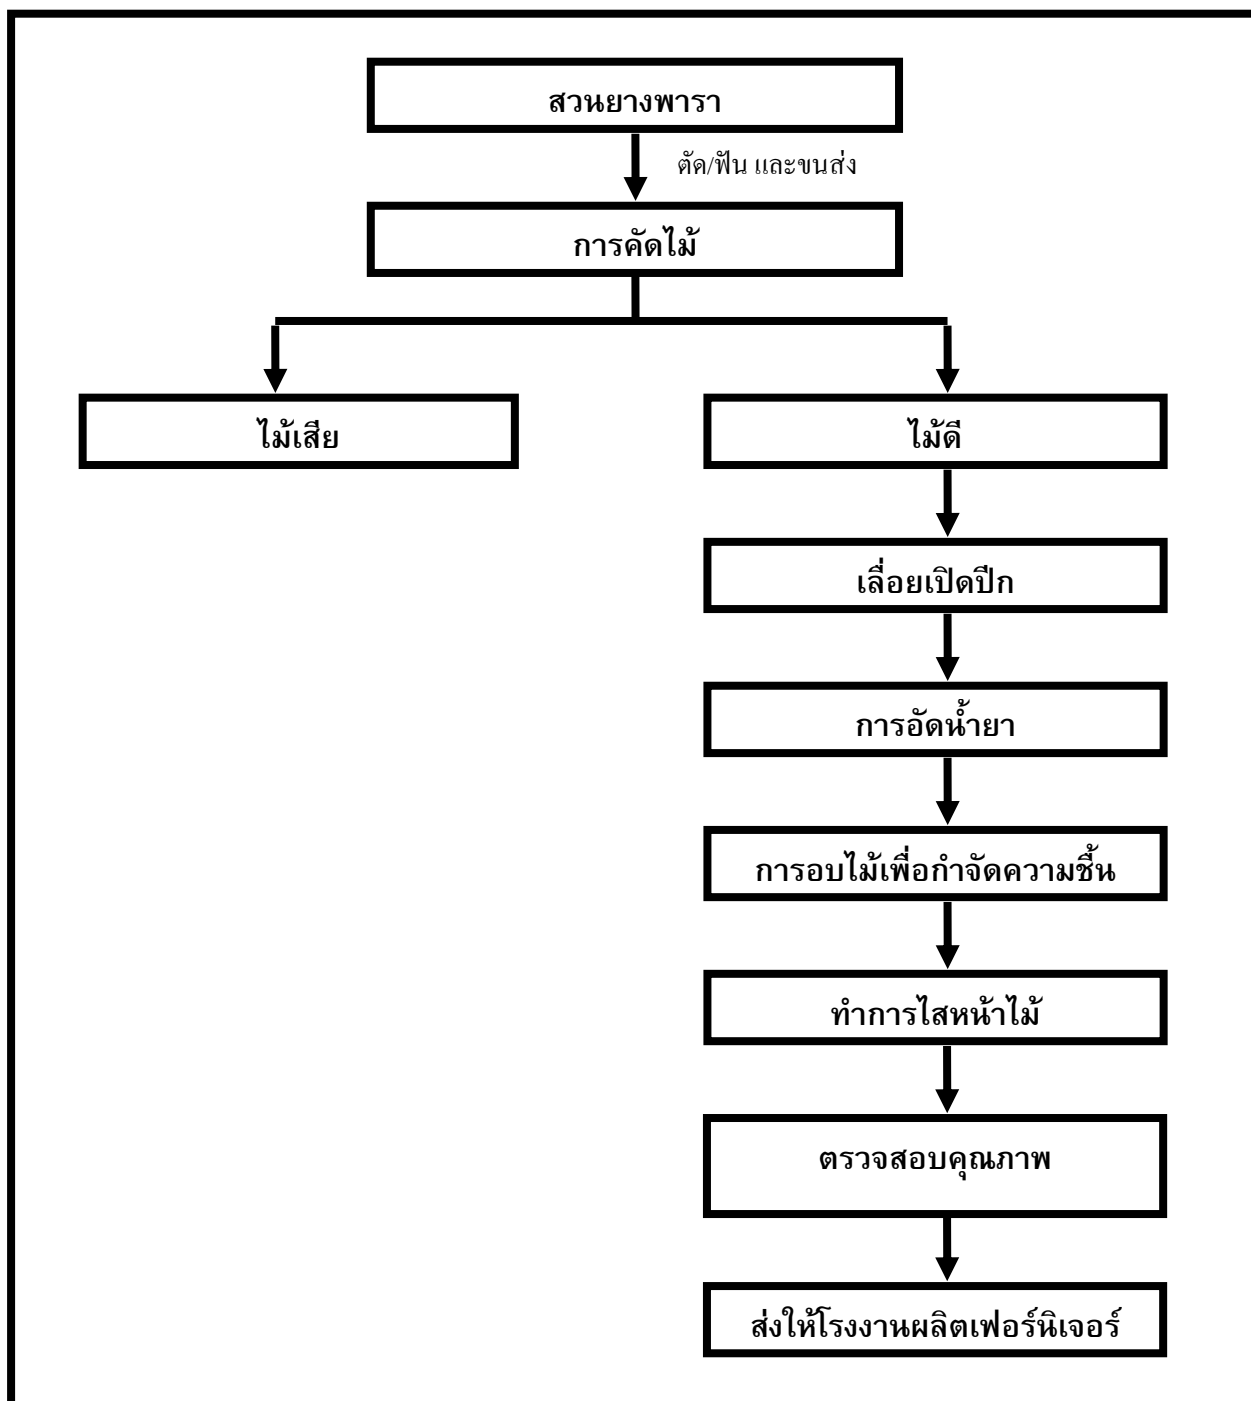 สวนยางพารา
ตัด/ฟัน และขนส่ง
การคัดไม้
ไม้เสีย
ไม้ดี
เลื่อยเปิดปีก
การอัดน้ำยา
การอบไม้เพื่อกำจัดความชื้น
ทำการไสหน้าไม้
ตรวจสอบคุณภาพ
ส่งให้โรงงานผลิตเฟอร์นิเจอร์